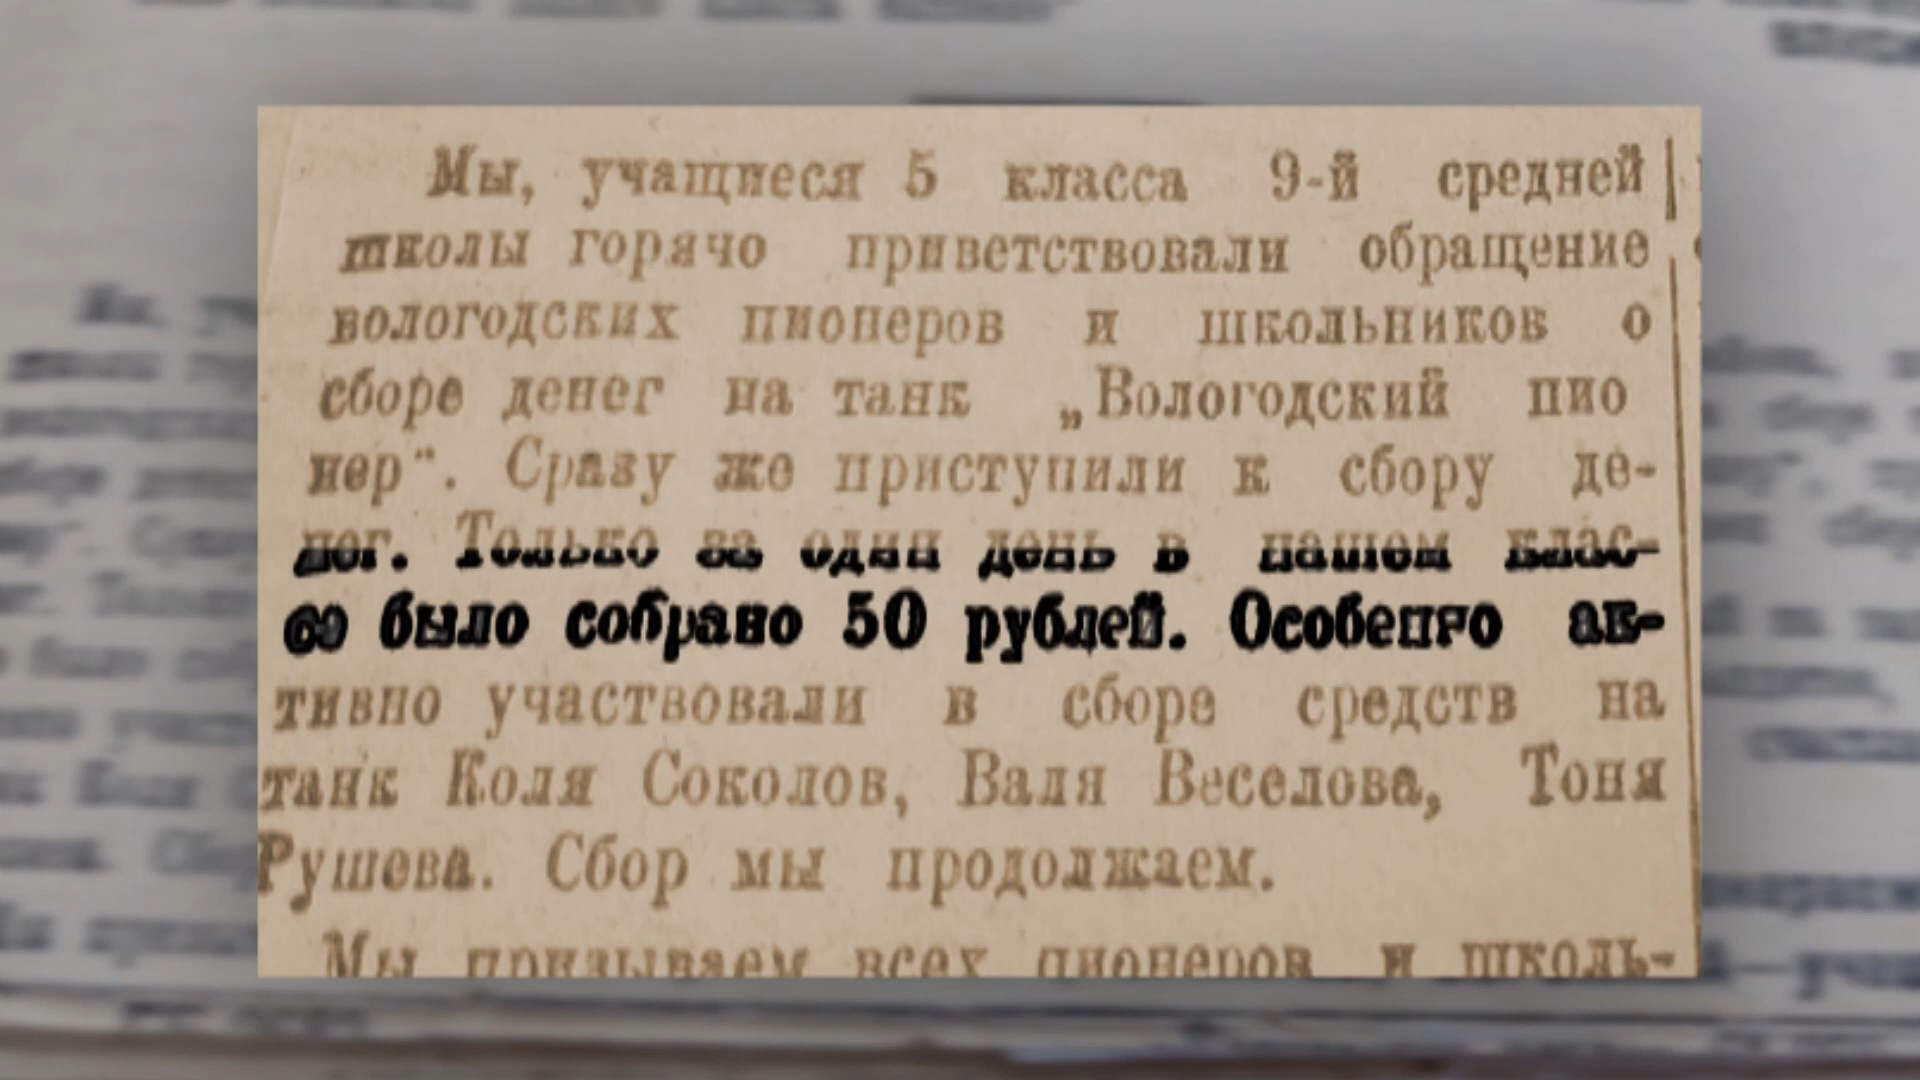 Мы, учащиеся 5 класса 9-й средней
школы горячо приветствовали обращение
вологодских пионеров и школьников о
сборе денег на танк „Вологодский пио
нер“. Сразу же приступили к сбору де-
нег. Только за один день в нашем клас-
се было собрано 50 рублей. Особенно ак-
тивно участвовали в сборе средств на
танк Коля Соколов, Валя Веселова, Тоня
Рушева. Сбор мы продолжаем.
Мы призываем всех пионеров и школь-